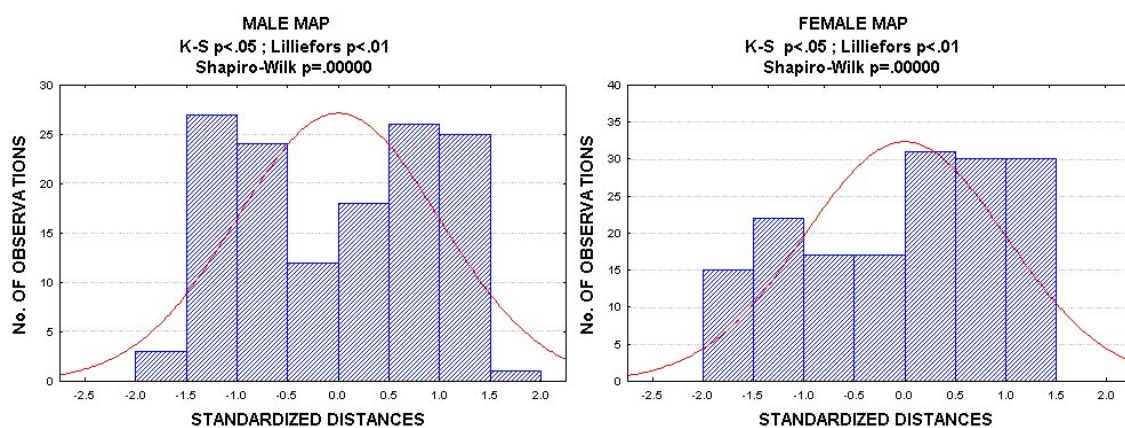 MALE MAP
K-S p<.05 ; Lilliefors p<.01
Shapiro-Wilk p=.00000
30
25
20
15
10
5
0
No. OF OBSERVATIONS
-2.5 -2.0 -1.5 -1.0 -0.5 0.0 0.5 1.0 1.5 2.0
STANDARDIZED DISTANCES
FEMALE MAP
K-S p<.05 ; Lilliefors p<.01
Shapiro-Wilk p=.00000
40
35
30
25
20
15
10
5
0
No. OF OBSERVATIONS
-2.5 -2.0 -1.5 -1.0 -0.5 0.0 0.5 1.0 1.5 2.0
STANDARDIZED DISTANCES